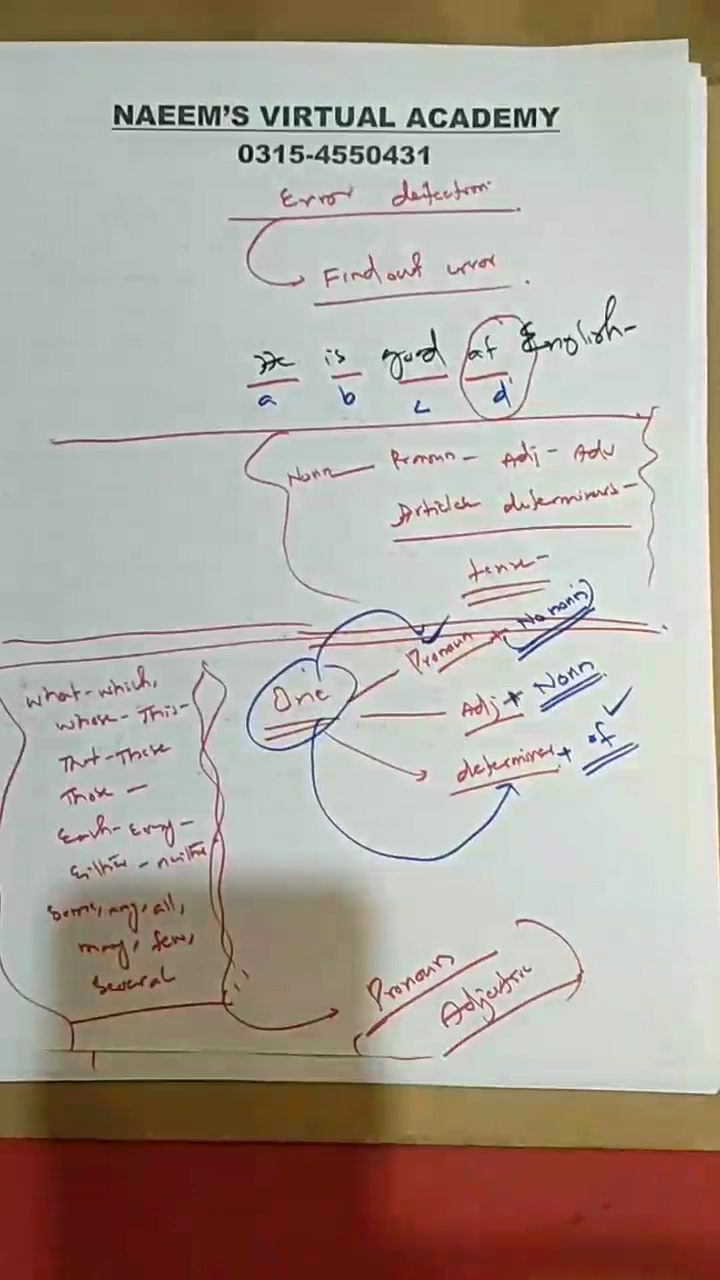 NAEEM'S VIRTUAL ACADEMY
0315-4550431
Error detection
Find out error
He is good at English-
a b c d
Noun — Pronoun - Adj - Adv
Articles determiners -
tense -
One
Pronoun + (No noun)
Adj + Noun
determiner + of
what-which,
whose-This-
That-These
Those -
Each-Every-
Either-neither
Some, any, all,
many, few,
Several
Pronoun
Adjective